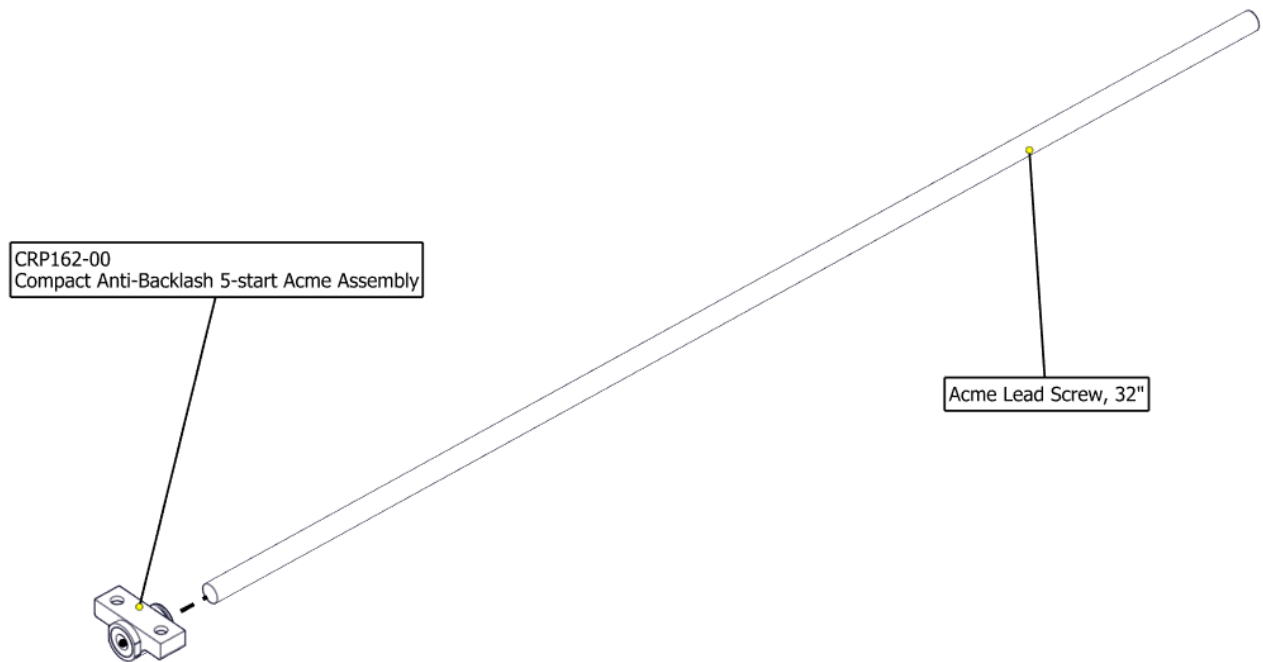 CRP162-00
Compact Anti-Backlash 5-start Acme Assembly
Acme Lead Screw, 32"